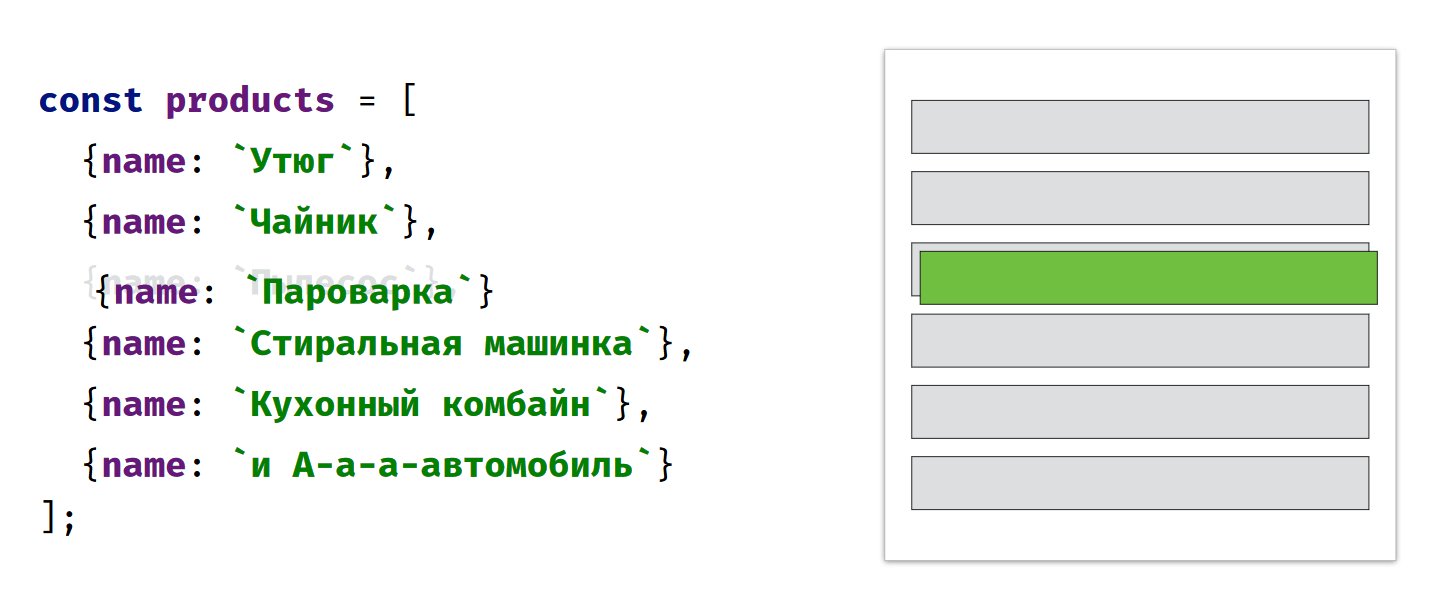 const products = [
{name: `Утюг`},
{name: `Чайник`},
{name: `Пылесос`},
{name: `Пароварка`}
{name: `Стиральная машинка`},
{name: `Кухонный комбайн`},
{name: `и А-а-а-автомобиль`}
];